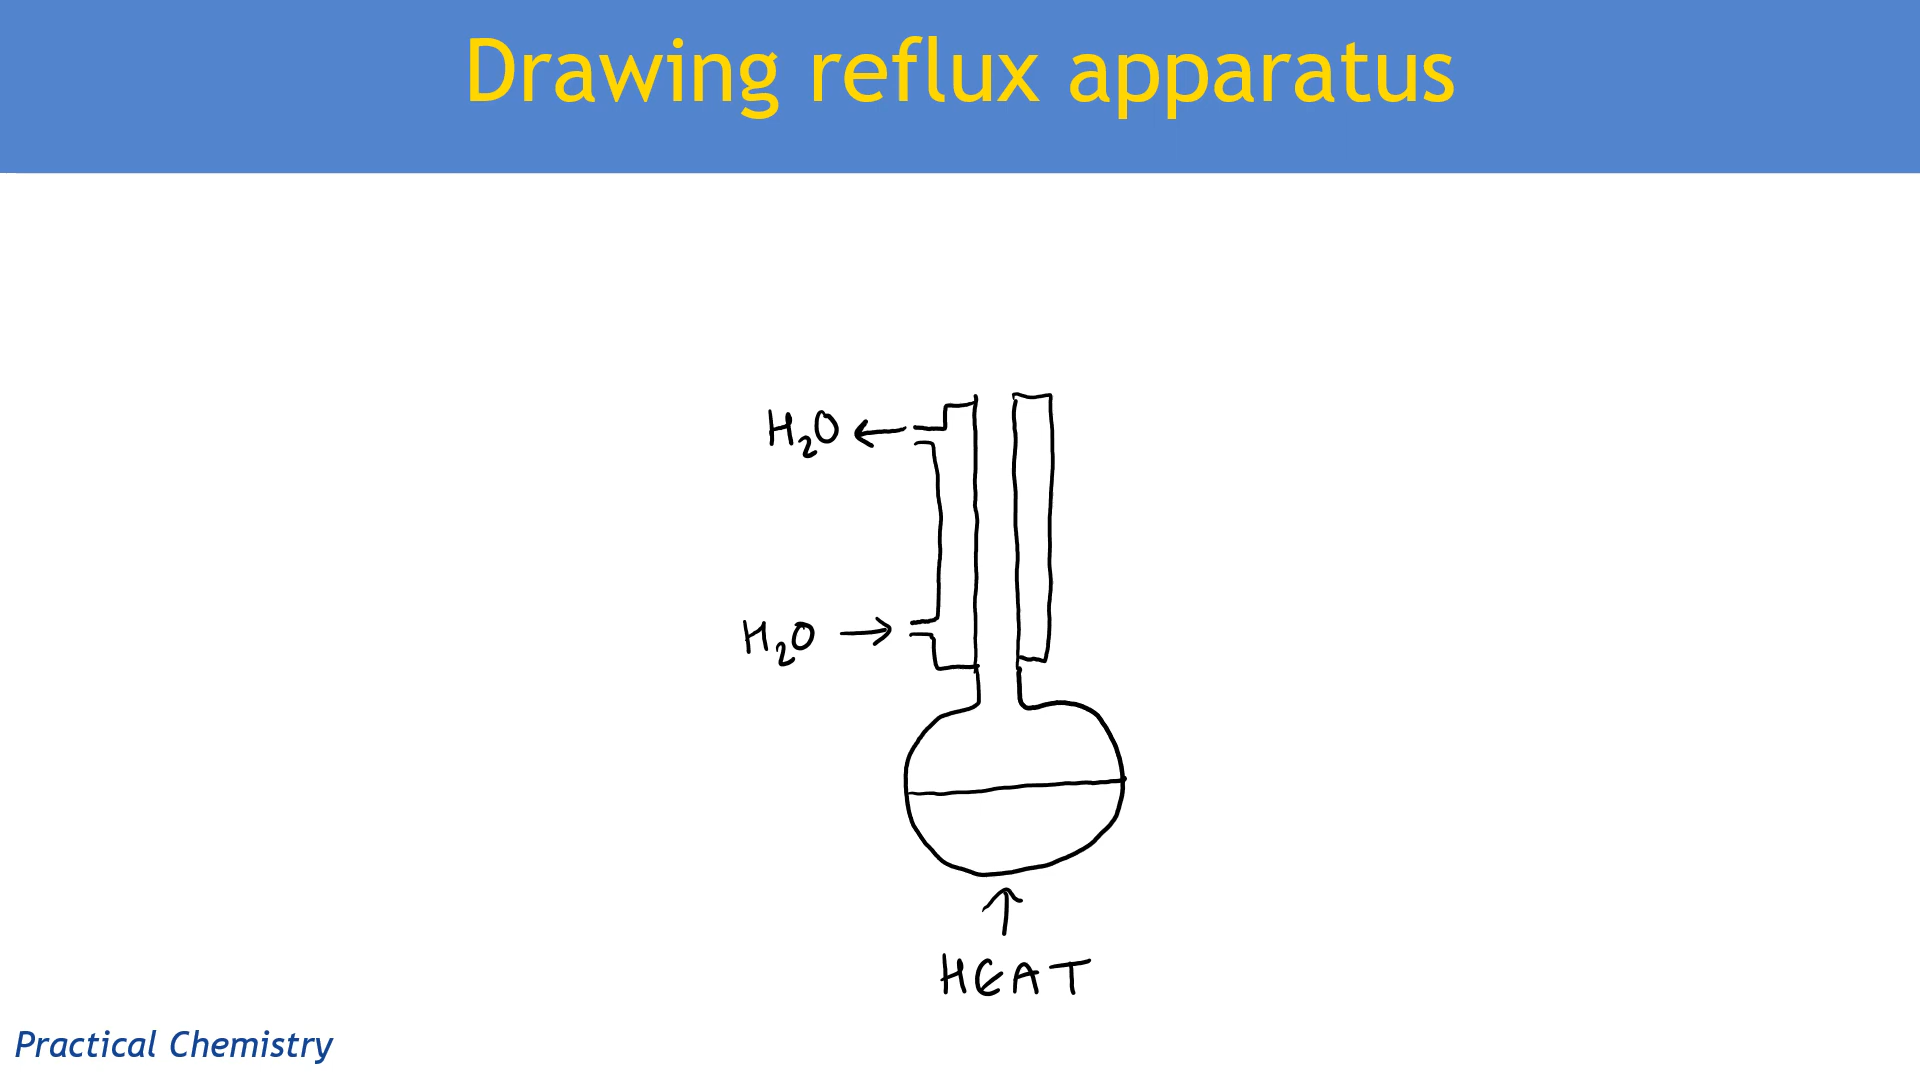 Drawing reflux apparatus
H₂O
H₂O
HEAT
Practical Chemistry